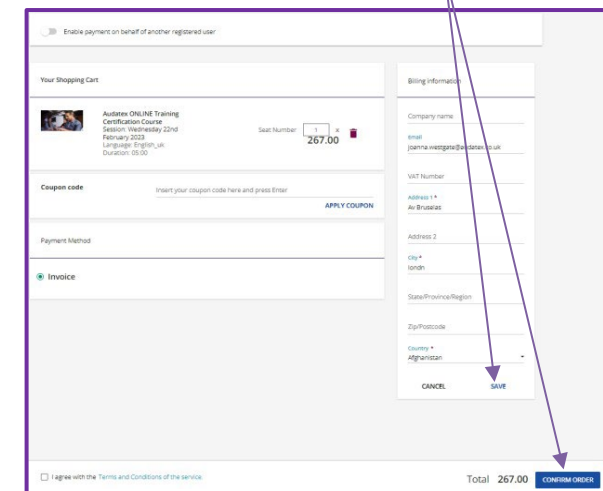 Enable payment on behalf of another registered user
Your Shopping Cart
Audatex ONLINE Training
Certification Course
Session: Wednesday 22nd
February 2023
Language: English_uk
Duration: 05:00
Seat Number 1 x
267.00
Coupon code Insert your coupon code here and press Enter
APPLY COUPON
Payment Method
Invoice
Billing information
Company name
Email
joanna.westgate@audatex.co.uk
VAT Number
Address 1 *
Av Bruselas
Address 2
City *
londn
State/Province/Region
Zip/Postcode
Country *
Afghanistan
CANCEL SAVE
I agree with the Terms and Conditions of the service
Total 267.00 CONFIRM ORDER